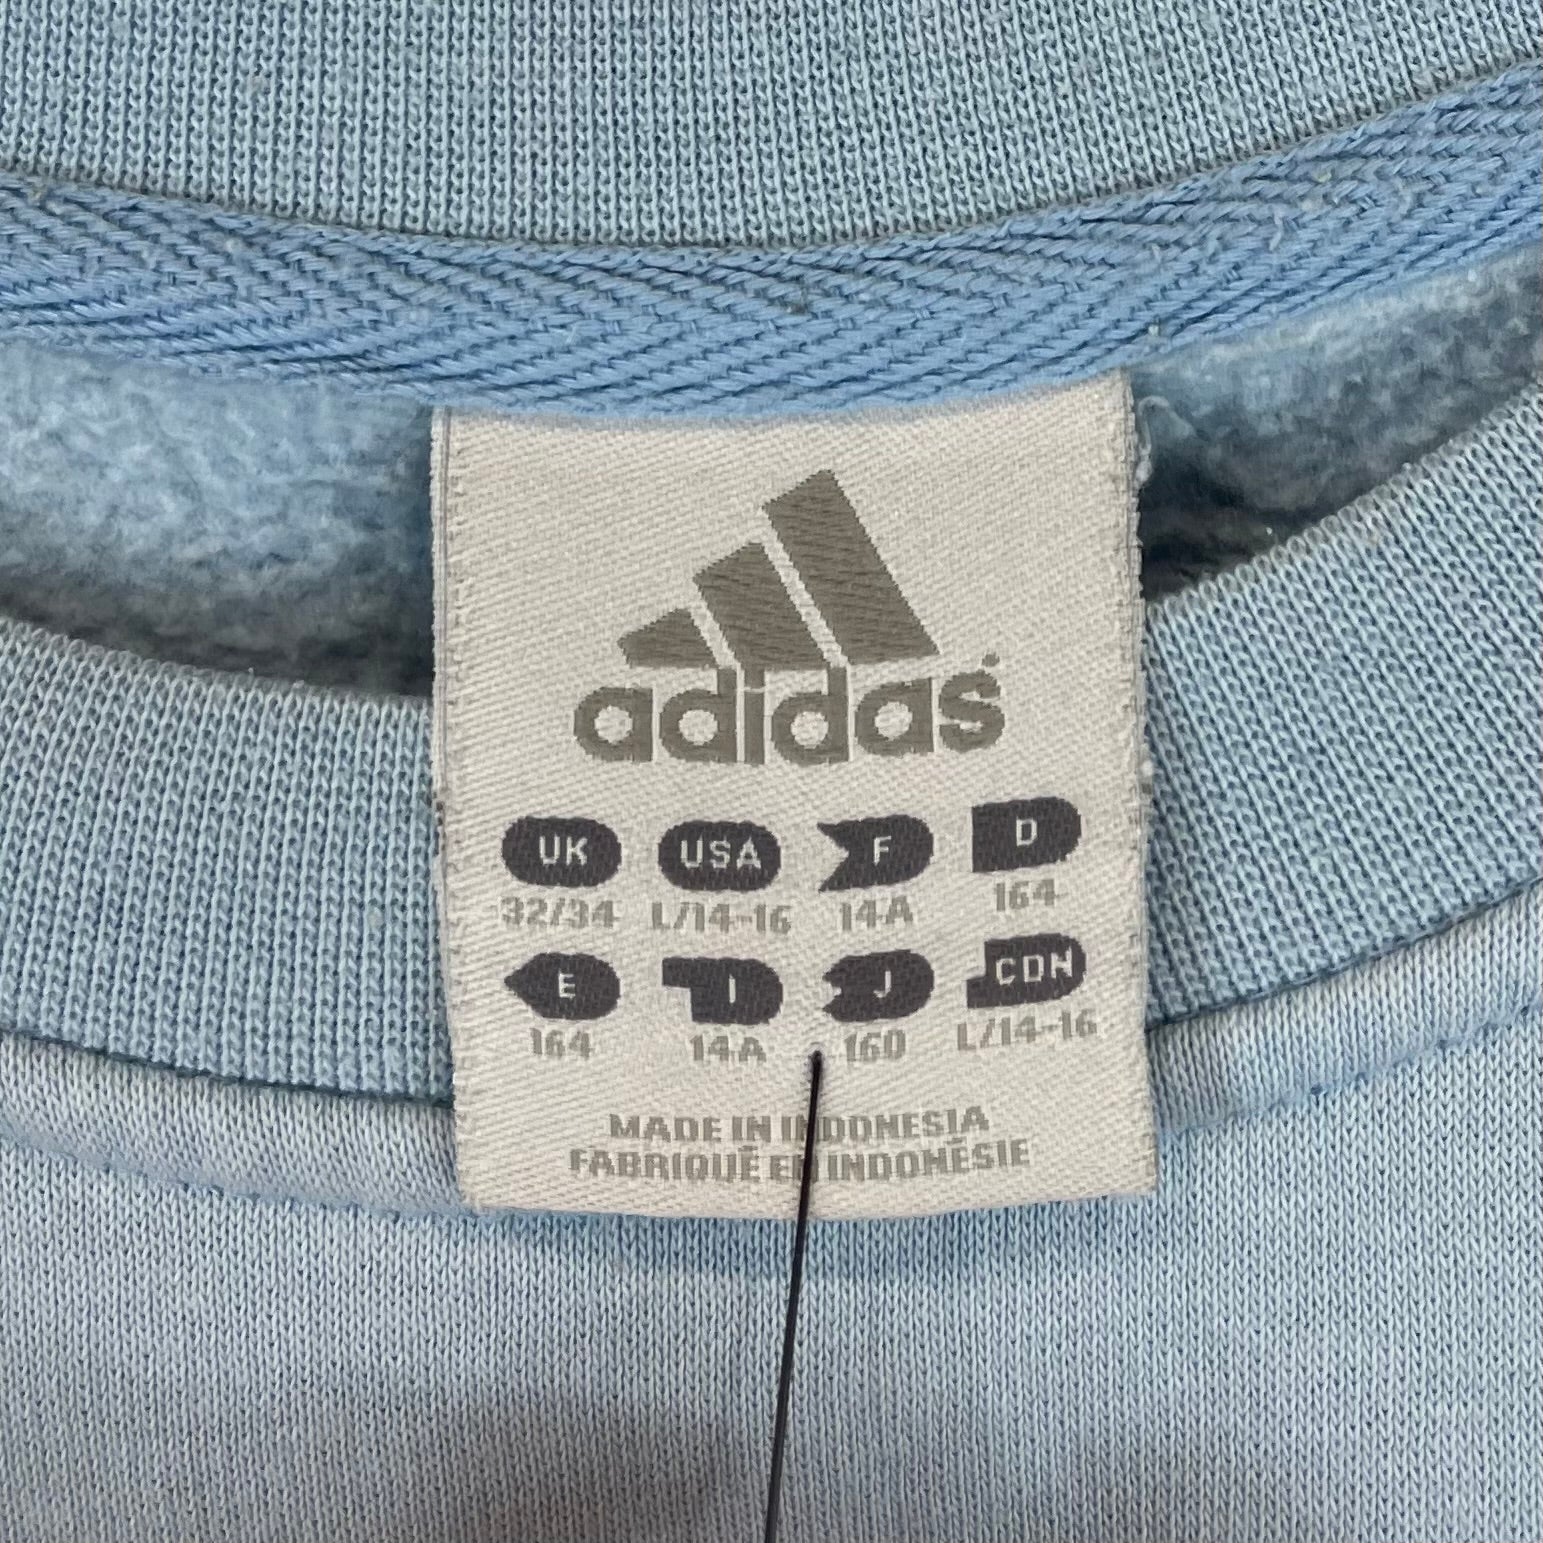 adidas
UK USA F D
32/34 L/14-16 14A 164
E I J CDN
164 14A 160 L/14-16
MADE IN INDONESIA
FABRIQUÉ EN INDONÉSIE